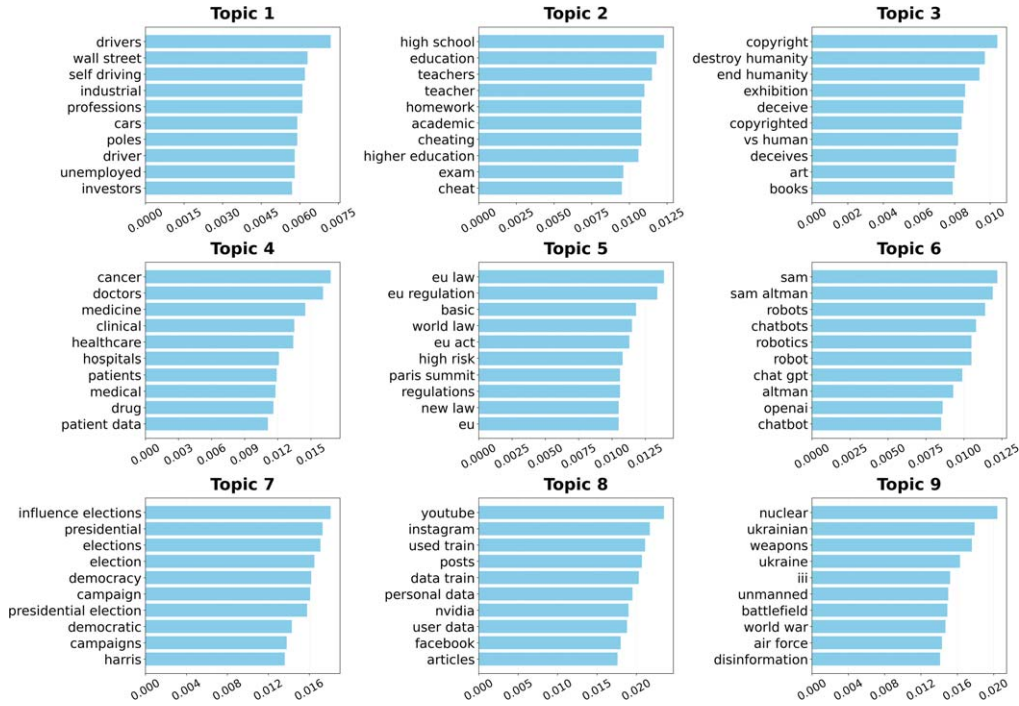 Topic 1
drivers
wall street
self driving
industrial
professions
cars
poles
driver
unemployed
investors
0.0000 0.0015 0.0030 0.0045 0.0060 0.0075
Topic 2
high school
education
teachers
teacher
homework
academic
cheating
higher education
exam
cheat
0.0000 0.0025 0.0050 0.0075 0.0100 0.0125
Topic 3
copyright
destroy humanity
end humanity
exhibition
deceive
copyrighted
vs human
deceives
art
books
0.000 0.002 0.004 0.006 0.008 0.010
Topic 4
cancer
doctors
medicine
clinical
healthcare
hospitals
patients
medical
drug
patient data
0.000 0.003 0.006 0.009 0.012 0.015
Topic 5
eu law
eu regulation
basic
world law
eu act
high risk
paris summit
regulations
new law
eu
0.0000 0.0025 0.0050 0.0075 0.0100 0.0125
Topic 6
sam
sam altman
robots
chatbots
robotics
robot
chat gpt
altman
openai
chatbot
0.0000 0.0025 0.0050 0.0075 0.0100 0.0125
Topic 7
influence elections
presidential
elections
election
democracy
campaign
presidential election
democratic
campaigns
harris
0.000 0.004 0.008 0.012 0.016
Topic 8
youtube
instagram
used train
posts
data train
personal data
nvidia
user data
facebook
articles
0.000 0.005 0.010 0.015 0.020
Topic 9
nuclear
ukrainian
weapons
ukraine
iii
unmanned
battlefield
world war
air force
disinformation
0.000 0.004 0.008 0.012 0.016 0.020